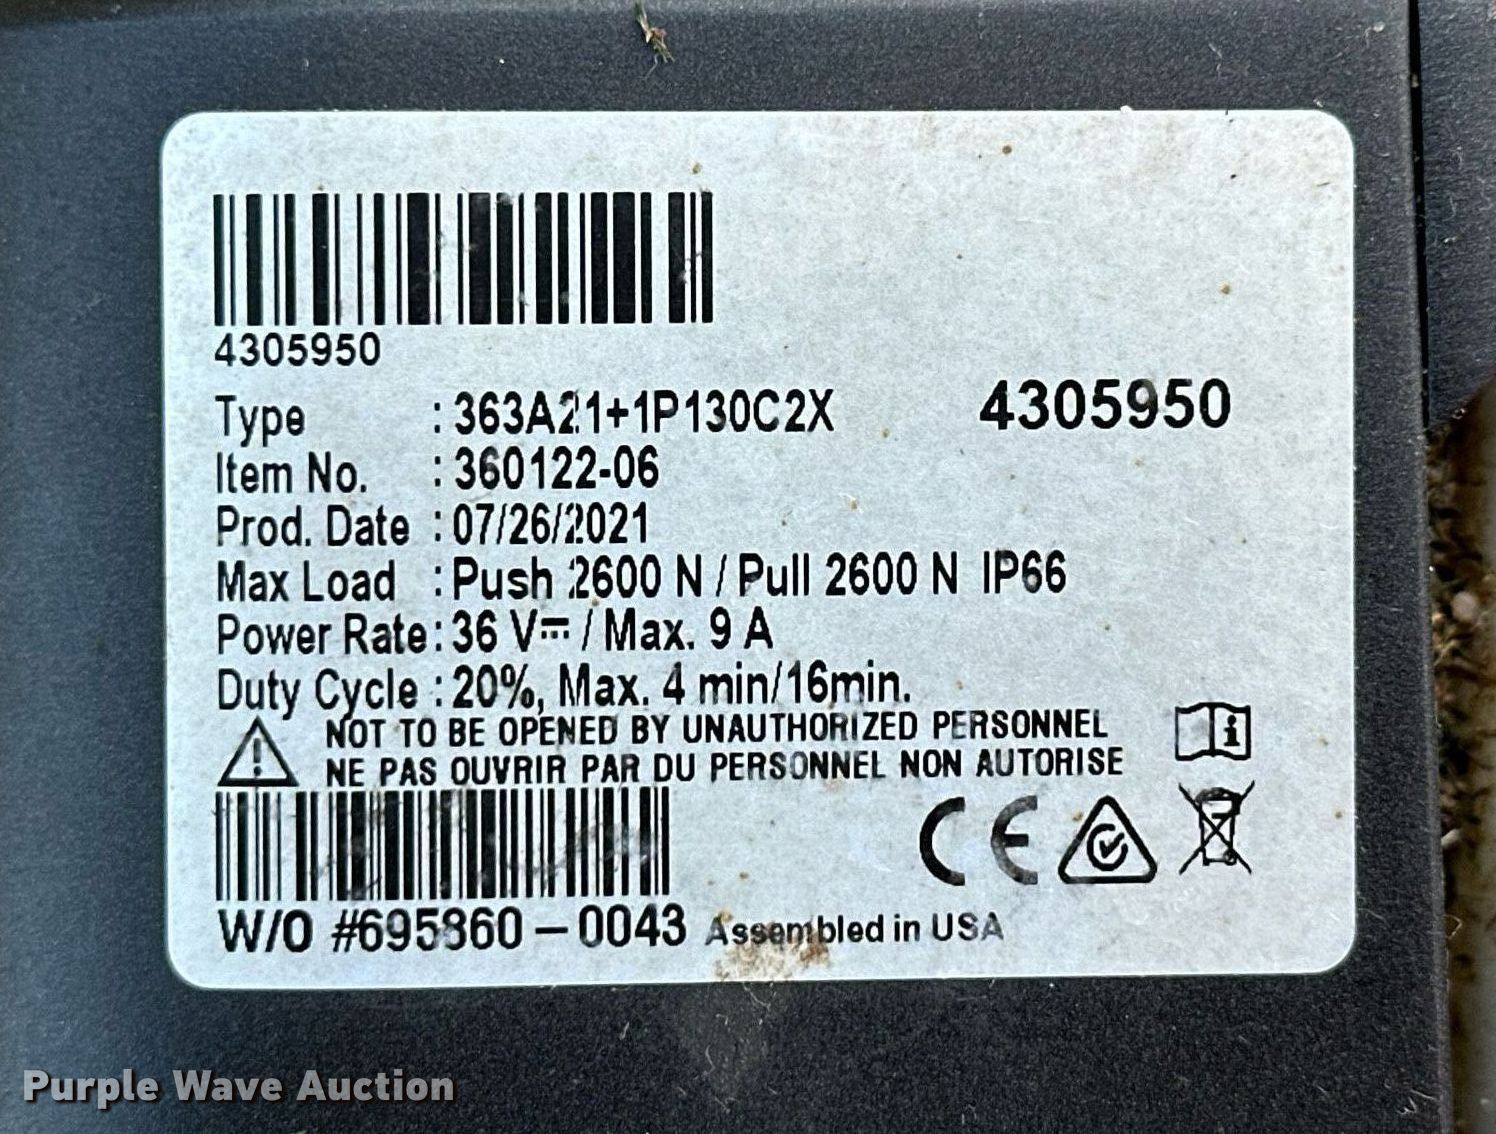 4305950
Type : 363A21+1P130C2X 4305950
Item No. : 360122-06
Prod. Date : 07/26/2021
Max Load : Push 2600 N / Pull 2600 N IP66
Power Rate : 36 V⎓ / Max. 9 A
Duty Cycle : 20%, Max. 4 min/16min.
NOT TO BE OPENED BY UNAUTHORIZED PERSONNEL
NE PAS OUVRIR PAR DU PERSONNEL NON AUTORISE
CE
W/O #695860-0043 Assembled in USA
Purple Wave Auction